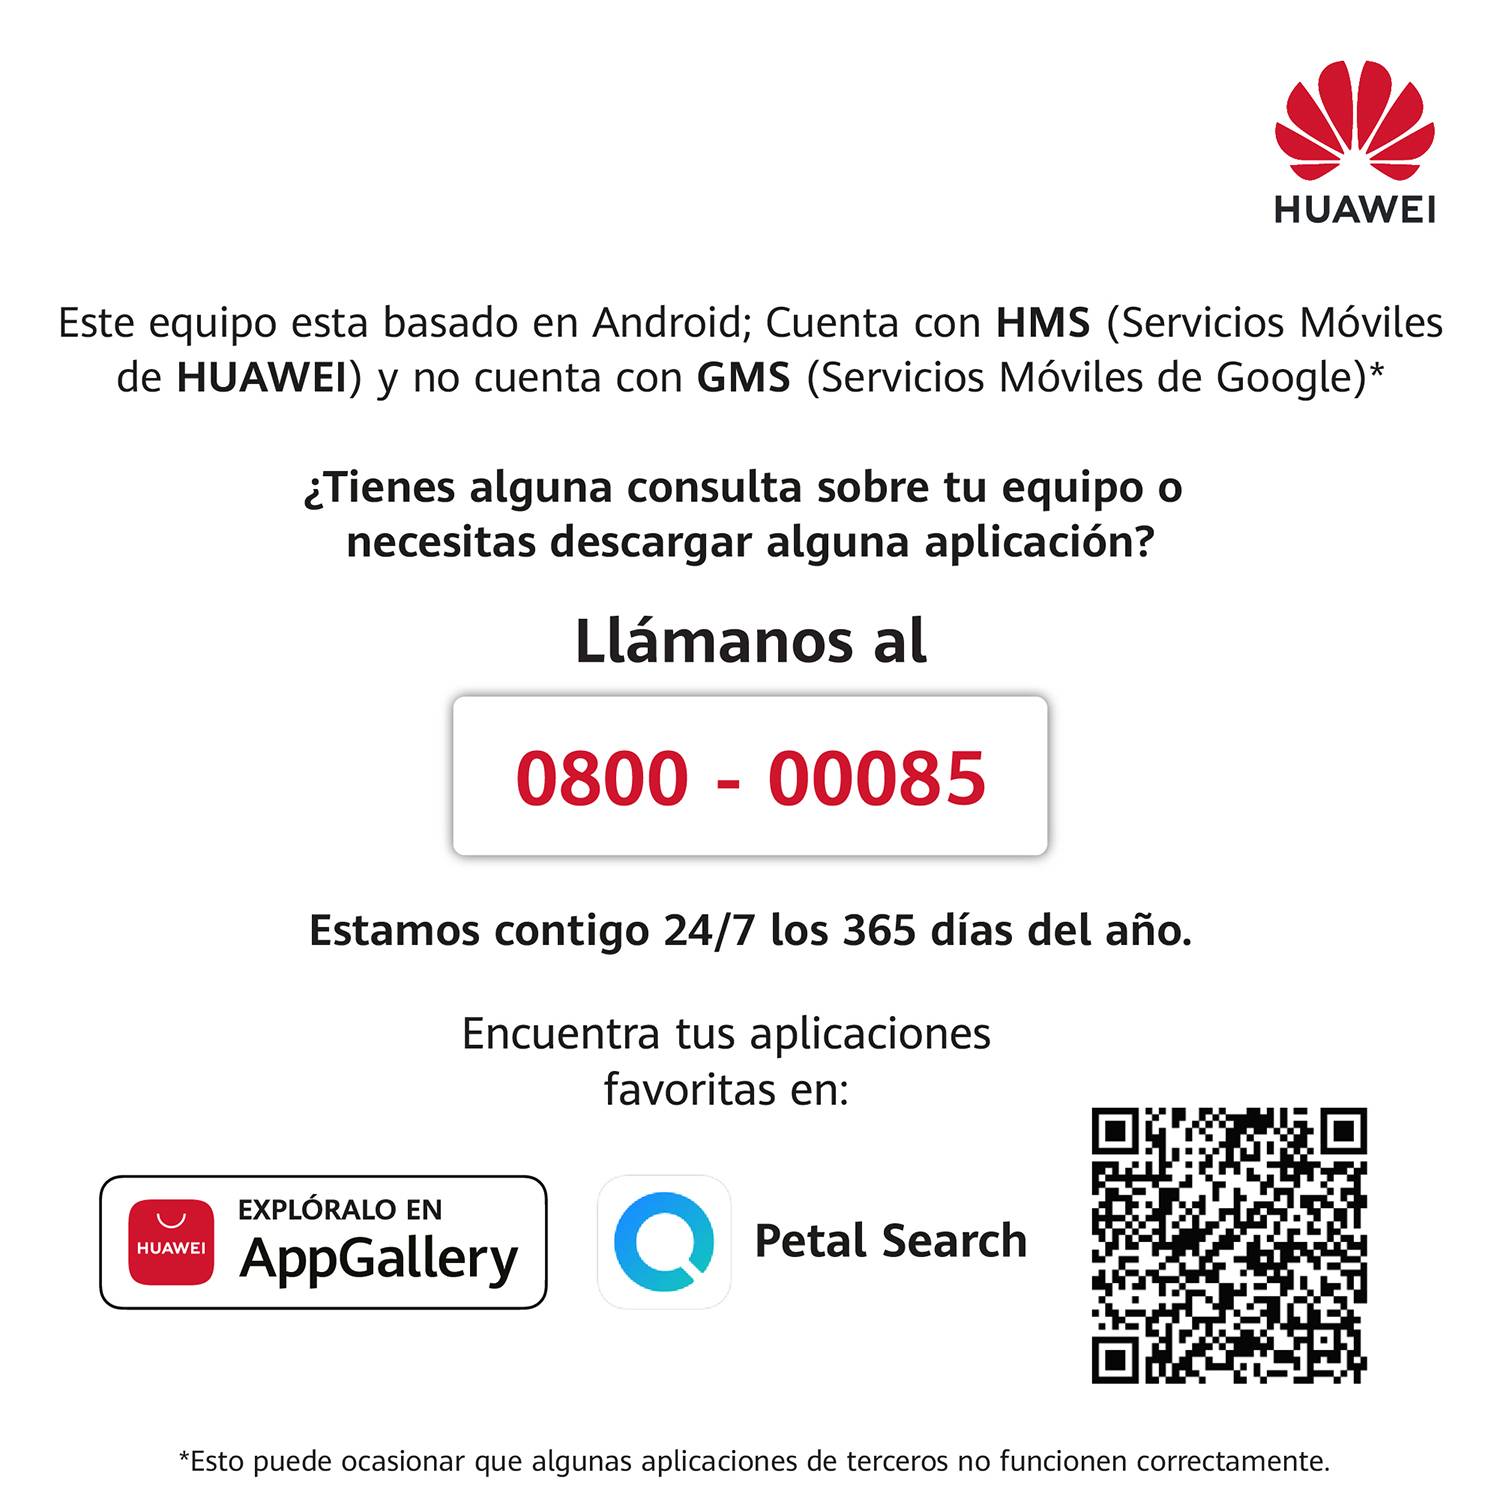 HUAWEI
Este equipo esta basado en Android; Cuenta con HMS (Servicios Móviles
de HUAWEI) y no cuenta con GMS (Servicios Móviles de Google)*
¿Tienes alguna consulta sobre tu equipo o
necesitas descargar alguna aplicación?
Llámanos al
0800 - 00085
Estamos contigo 24/7 los 365 días del año.
Encuentra tus aplicaciones
favoritas en:
HUAWEI
EXPLÓRALO EN
AppGallery
Petal Search
*Esto puede ocasionar que algunas aplicaciones de terceros no funcionen correctamente.